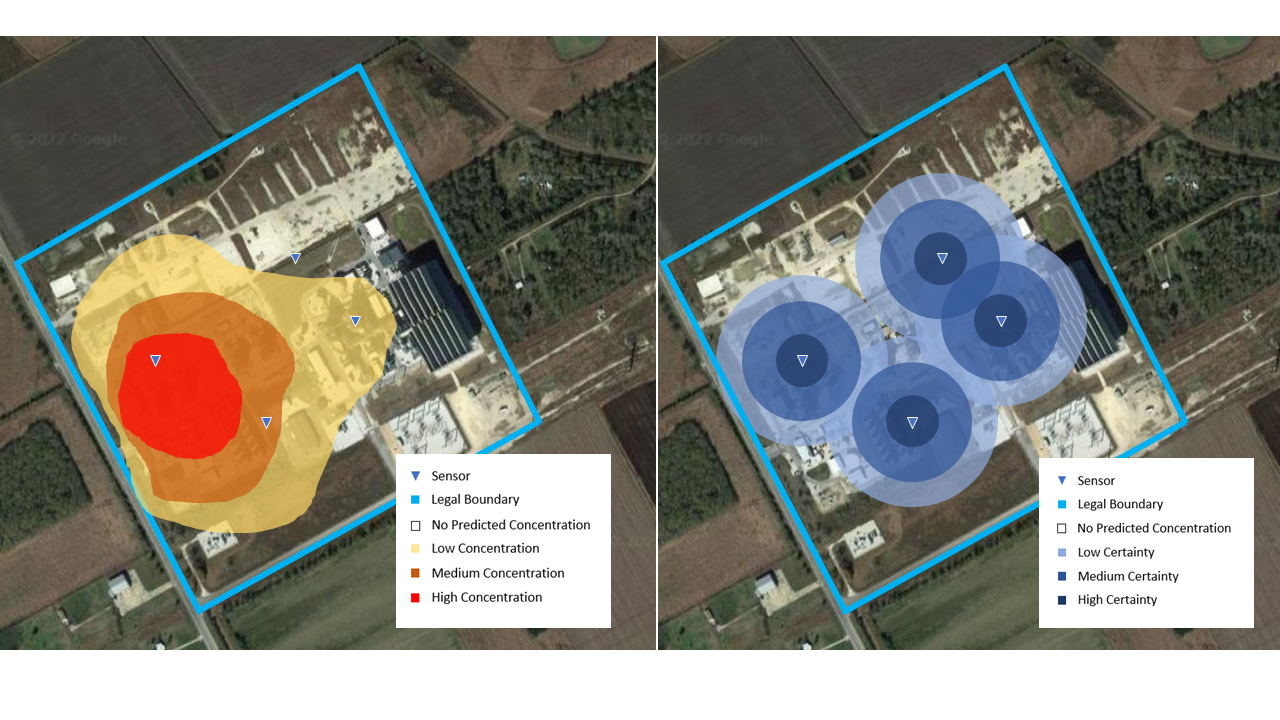 © 2022 Google
© 2022 Google
Sensor
Legal Boundary
No Predicted Concentration
Low Concentration
Medium Concentration
High Concentration
Sensor
Legal Boundary
No Predicted Concentration
Low Certainty
Medium Certainty
High Certainty